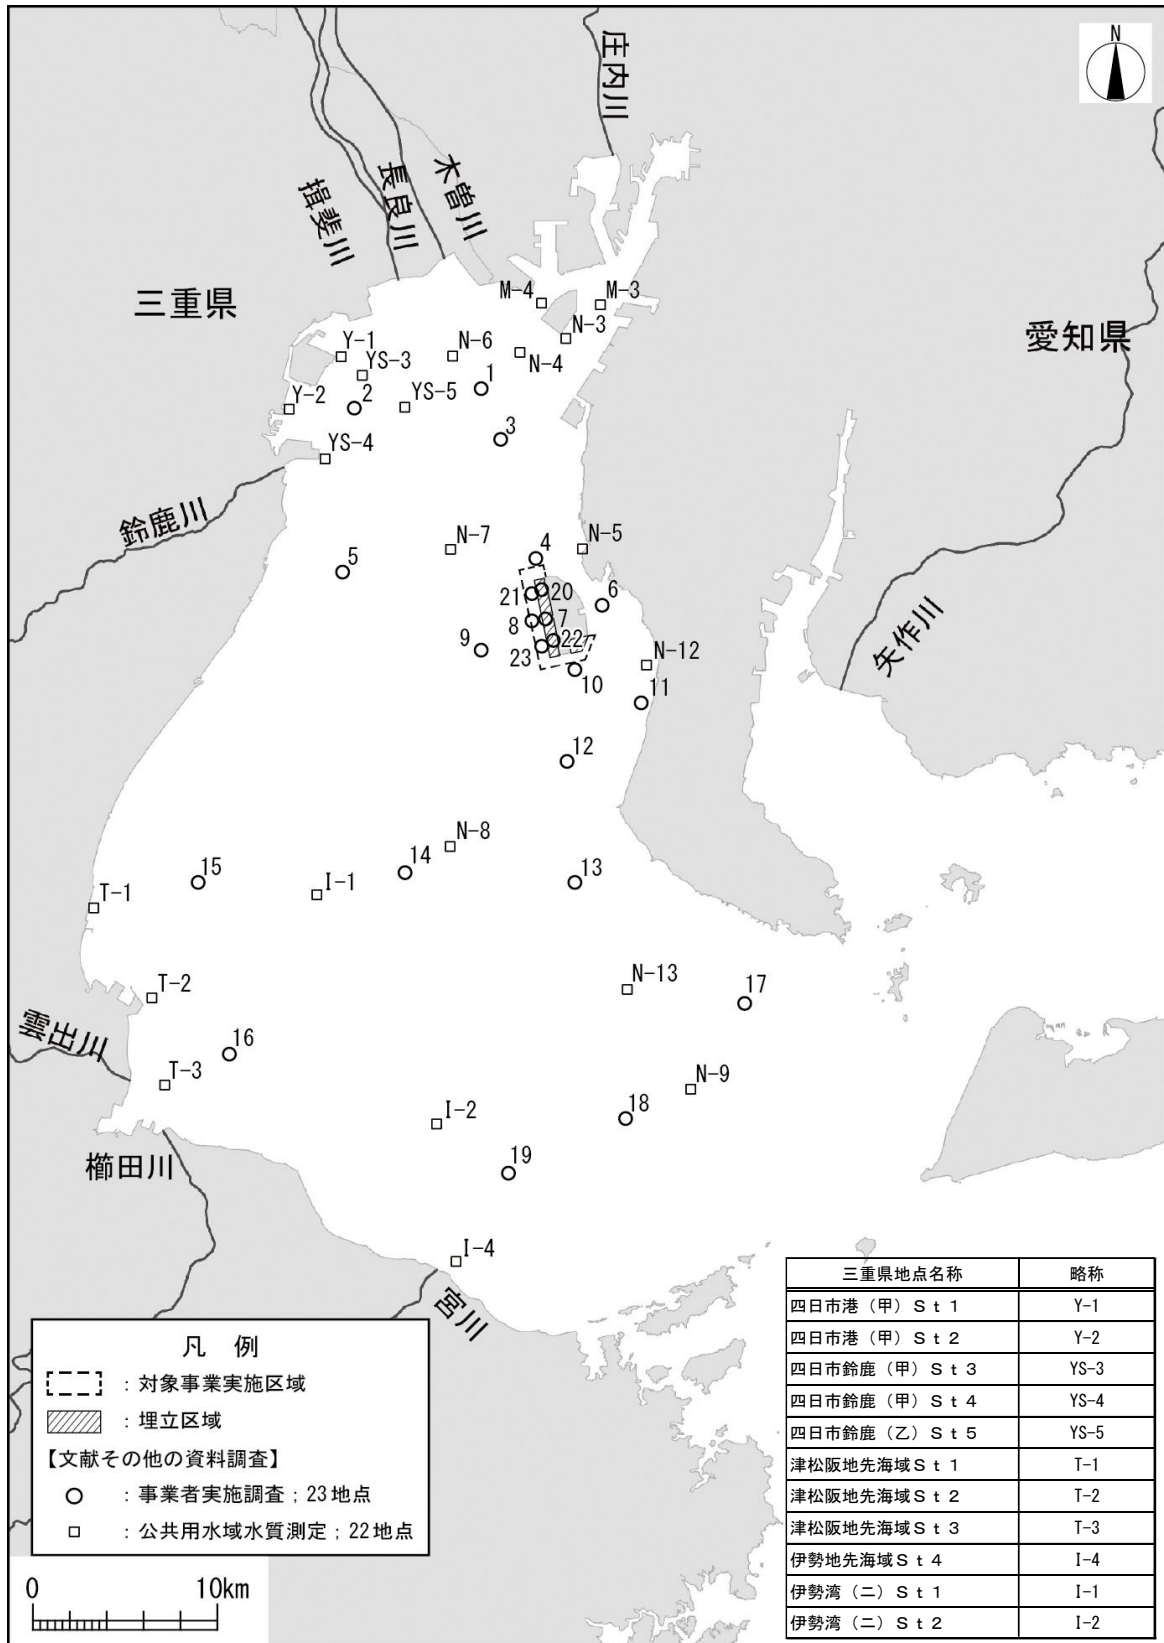 N
庄内川
木曽川
長良川
揖斐川
三重県
愛知県
M-4
M-3
N-3
Y-1
N-6
N-4
YS-3
1
Y-2
2
YS-5
3
YS-4
鈴鹿川
N-7
4
N-5
5
20
6
21
8
7
9
22
23
N-12
10
11
矢作川
12
N-8
14
15
13
I-1
T-1
T-2
N-13
17
雲出川
16
T-3
N-9
I-2
18
櫛田川
19
I-4
宮川
凡 例
：対象事業実施区域
：埋立区域
【文献その他の資料調査】
：事業者実施調査；23地点
：公共用水域水質測定；22地点
0 10km
三重県地点名称 略称
四日市港（甲）Ｓｔ１ Y-1
四日市港（甲）Ｓｔ２ Y-2
四日市鈴鹿（甲）Ｓｔ３ YS-3
四日市鈴鹿（甲）Ｓｔ４ YS-4
四日市鈴鹿（乙）Ｓｔ５ YS-5
津松阪地先海域Ｓｔ１ T-1
津松阪地先海域Ｓｔ２ T-2
津松阪地先海域Ｓｔ３ T-3
伊勢地先海域Ｓｔ４ I-4
伊勢湾（ニ）Ｓｔ１ I-1
伊勢湾（ニ）Ｓｔ２ I-2